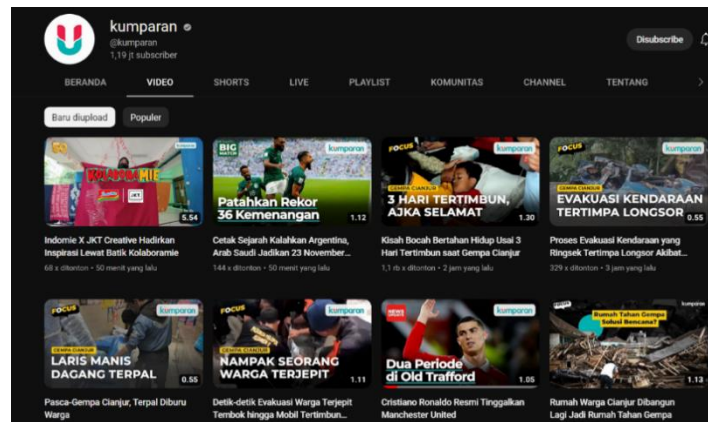 kumparan
@kumparan
1,19 jt subscriber
Disubscribe
BERANDA VIDEO SHORTS LIVE PLAYLIST KOMUNITAS CHANNEL TENTANG
Baru diupload Populer
KOLABORAMIE
Indomie JKT
5.54
Indomie X JKT Creative Hadirkan
Inspirasi Lewat Batik Kolaboramie
68 x ditonton • 50 menit yang lalu
BIG MATCH
kumparan
Patahkan Rekor
36 Kemenangan
1.12
Cetak Sejarah Kalahkan Argentina,
Arab Saudi Jadikan 23 November...
144 x ditonton • 50 menit yang lalu
FOCUS
kumparan
GEMPA CIANJUR
3 HARI TERTIMBUN,
AJKA SELAMAT
1.30
Kisah Bocah Bertahan Hidup Usai 3
Hari Tertimbun saat Gempa Cianjur
1,1 rb x ditonton • 2 jam yang lalu
FOCUS
kumparan
GEMPA CIANJUR
EVAKUASI KENDARAAN
TERTIMPA LONGSOR
0.55
Proses Evakuasi Kendaraan yang
Ringsek Tertimpa Longsor Akibat...
329 x ditonton • 3 jam yang lalu
FOCUS
kumparan
GEMPA CIANJUR
LARIS MANIS
DAGANG TERPAL
0.55
Pasca-Gempa Cianjur, Terpal Diburu
Warga
FOCUS
kumparan
GEMPA CIANJUR
NAMPAK SEORANG
WARGA TERJEPIT
1.11
Detik-detik Evakuasi Warga Terjepit
Tembok hingga Mobil Tertimbun...
NEWS
kumparan
Dua Periode
di Old Trafford
1.05
Cristiano Ronaldo Resmi Tinggalkan
Manchester United
FOCUS
kumparan
Rumah Tahan Gempa
Solusi Bencana?
1.13
Rumah Warga Cianjur Dibangun
Lagi Jadi Rumah Tahan Gempa